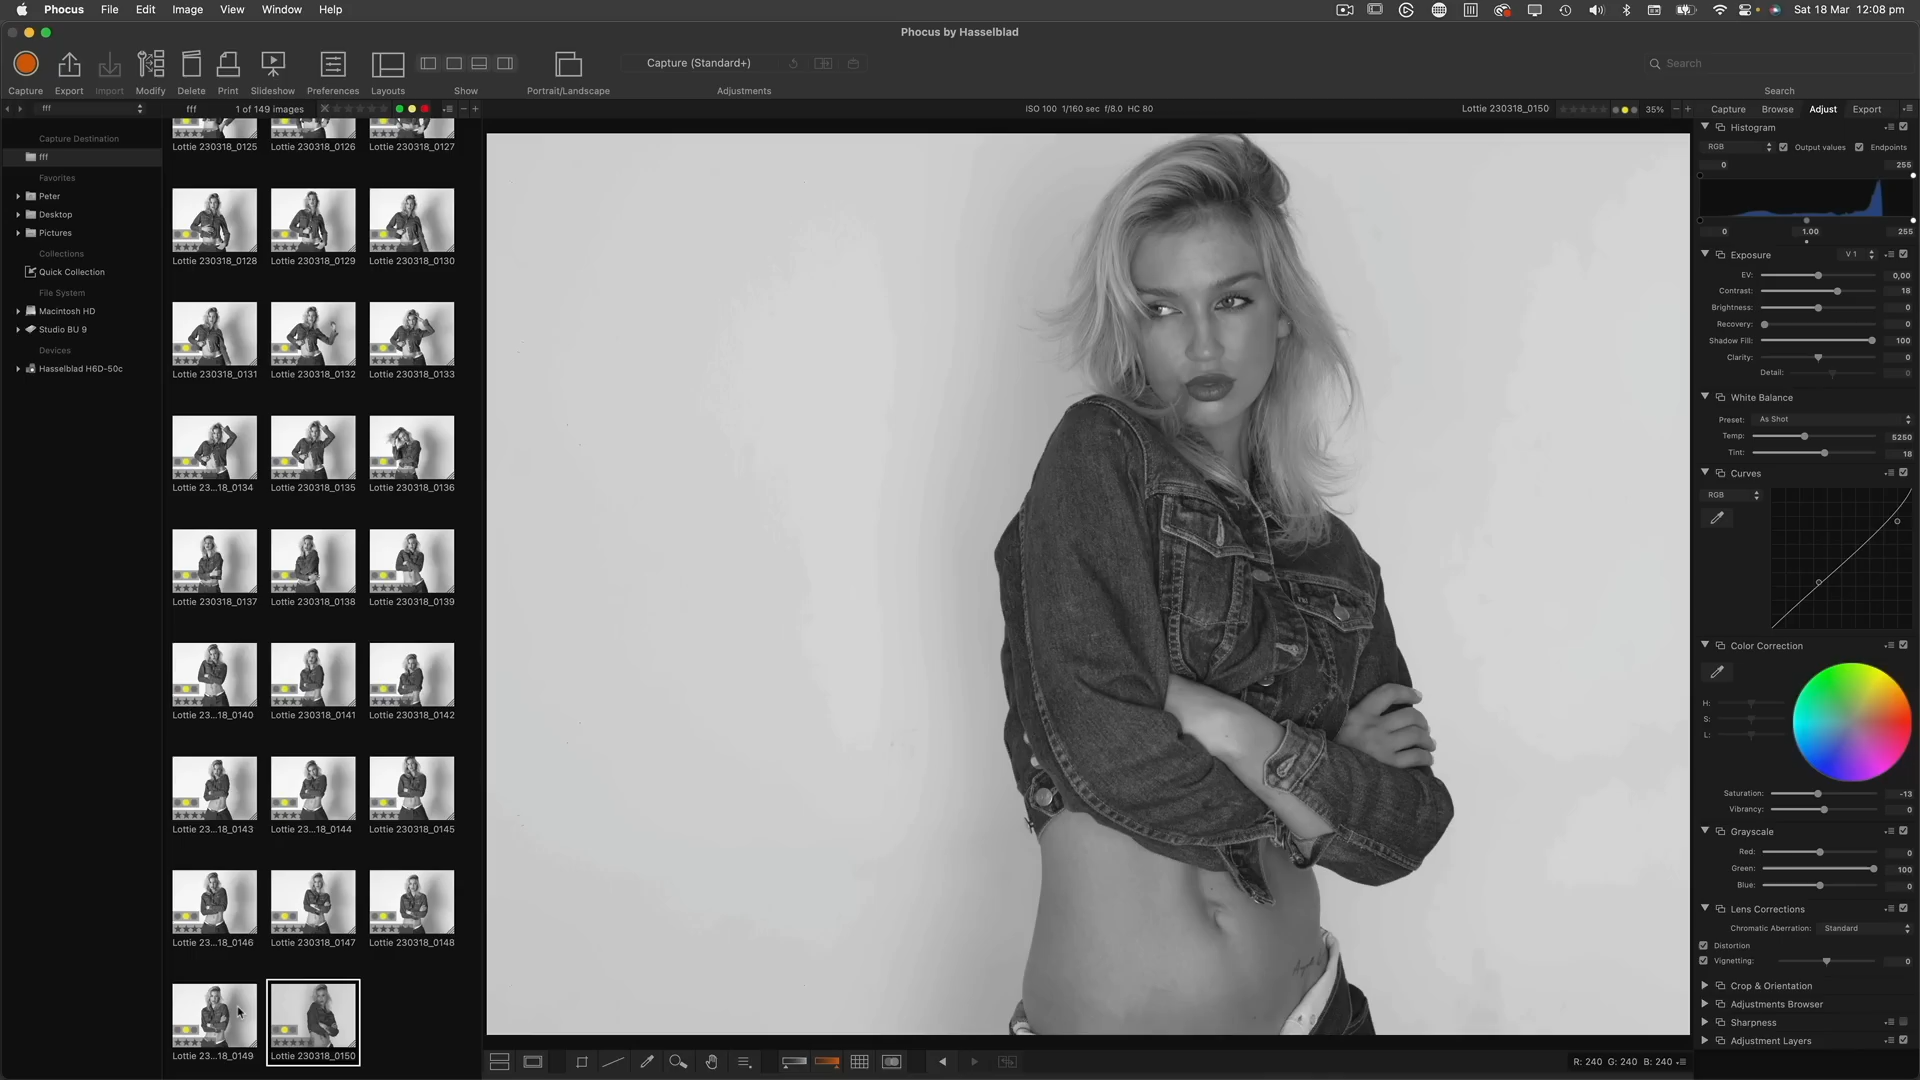 Phocus File Edit Image View Window Help
Sat 18 Mar 12:08 pm
Phocus by Hasselblad
Capture (Standard+)
Search
Capture Export Import Modify Delete Print Slideshow Preferences Layouts Show Portrait/Landscape Adjustments Search
fff
fff 1 of 149 images
ISO 100 1/160 sec f/8.0 HC 80
Lottie 230318_0150
35%
Capture Browse Adjust Export
Capture Destination
fff
Favorites
Peter
Desktop
Pictures
Collections
Quick Collection
File System
Macintosh HD
Studio BU 9
Devices
Hasselblad H6D-50c
Lottie 230318_0125 Lottie 230318_0126 Lottie 230318_0127
Lottie 230318_0128 Lottie 230318_0129 Lottie 230318_0130
Lottie 230318_0131 Lottie 230318_0132 Lottie 230318_0133
Lottie 23...18_0134 Lottie 230318_0135 Lottie 230318_0136
Lottie 230318_0137 Lottie 230318_0138 Lottie 230318_0139
Lottie 23...18_0140 Lottie 230318_0141 Lottie 230318_0142
Lottie 23...18_0143 Lottie 23...18_0144 Lottie 230318_0145
Lottie 23...18_0146 Lottie 230318_0147 Lottie 230318_0148
Lottie 23...18_0149 Lottie 230318_0150
Histogram
RGB Output values Endpoints
0 255
0 1.00 255
Exposure V 1
EV: 0,00
Contrast: 18
Brightness: 0
Recovery: 0
Shadow Fill: 100
Clarity: 0
Detail: 0
White Balance
Preset: As Shot
Temp: 5250
Tint: 18
Curves
RGB
Color Correction
H:
S:
L:
Saturation: -13
Vibrancy: 0
Grayscale
Red: 0
Green: 100
Blue: 0
Lens Corrections
Chromatic Aberration: Standard
Distortion
Vignetting: 0
Crop & Orientation
Adjustments Browser
Sharpness
Adjustment Layers
R: 240 G: 240 B: 240